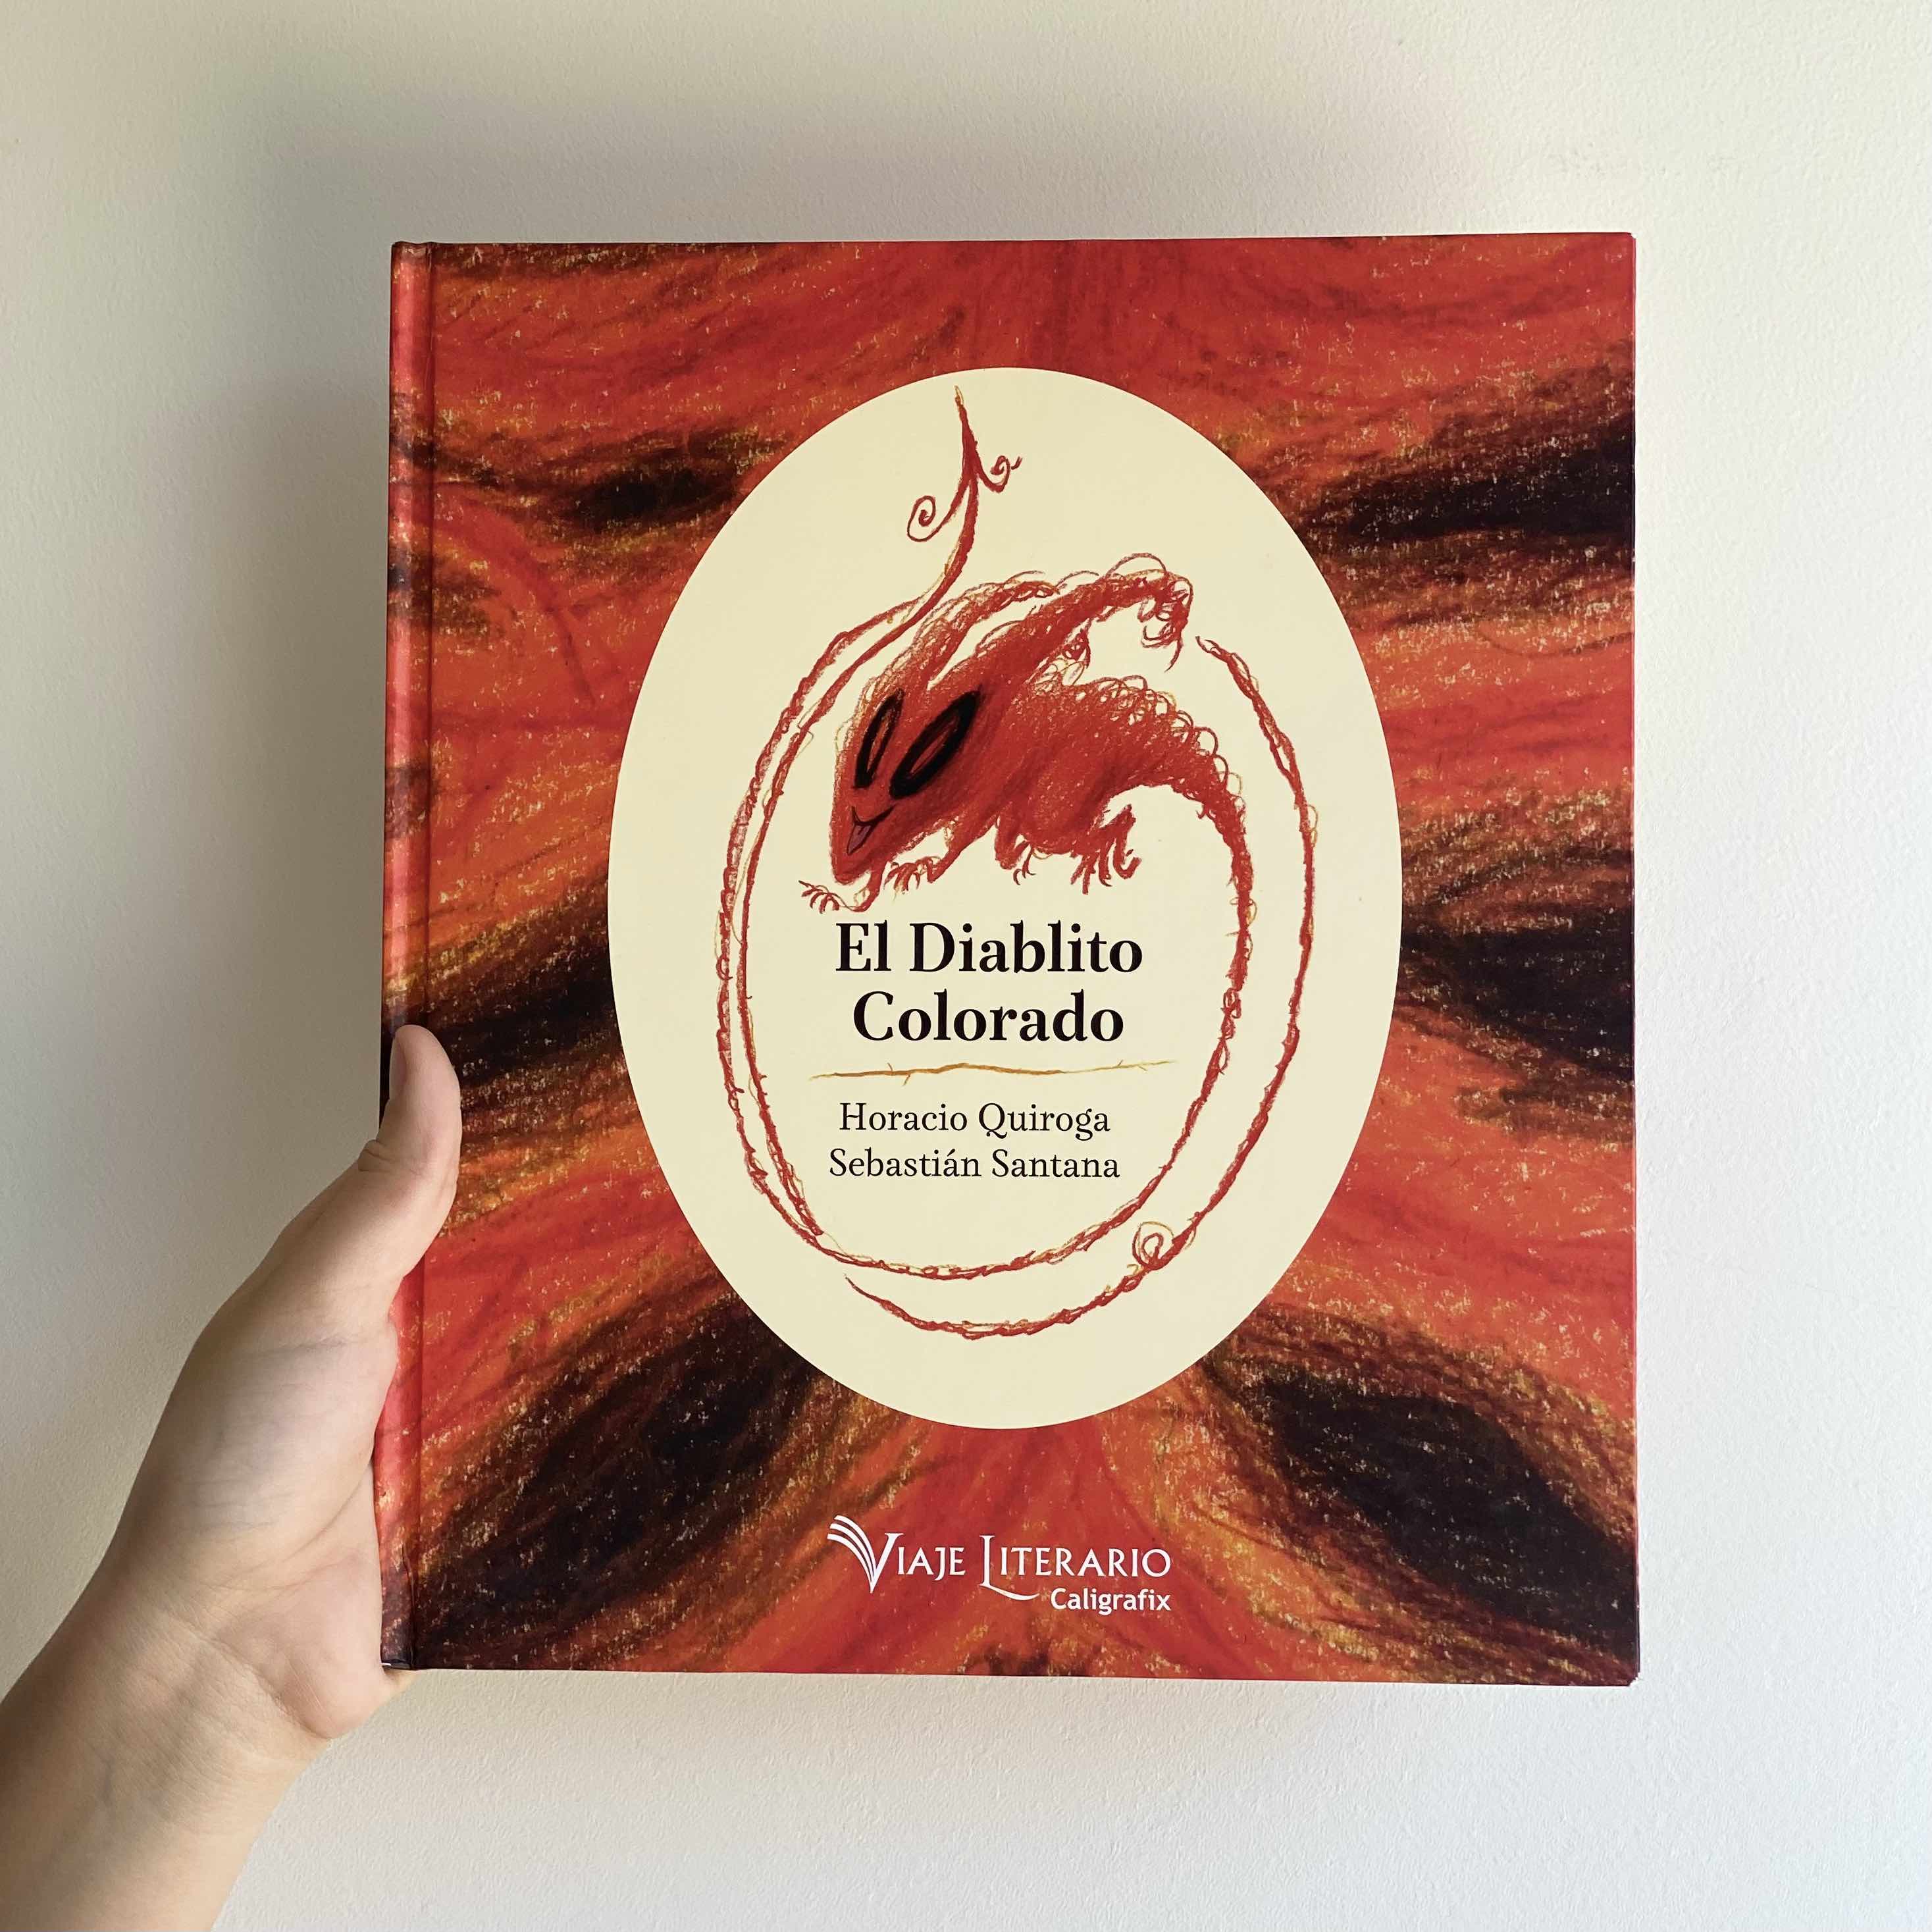 El Diablito
Colorado
Horacio Quiroga
Sebastián Santana
VIAJE LITERARIO
Caligrafix